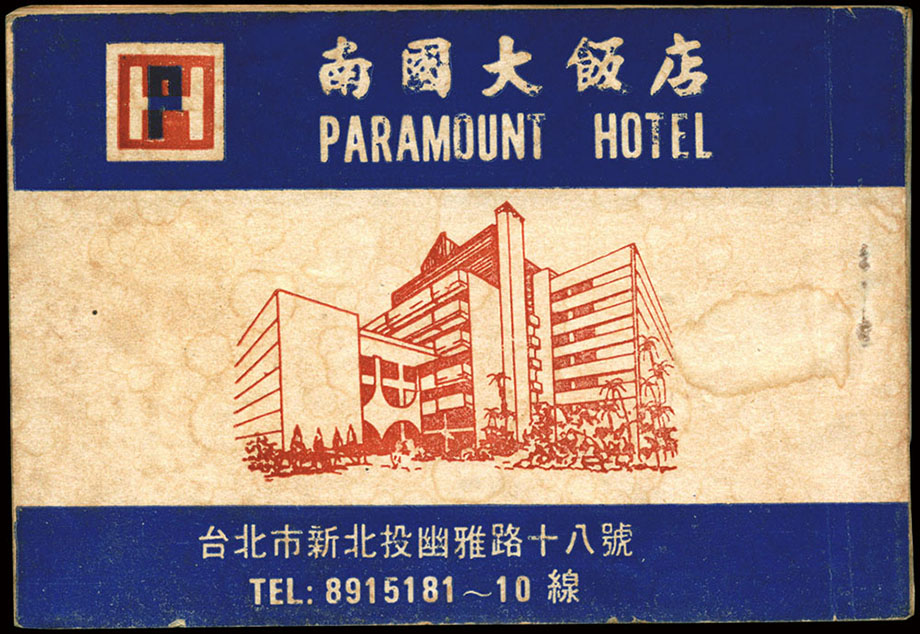 PH
南國大飯店
PARAMOUNT HOTEL
台北市新北投幽雅路十八號
TEL: 8915181~10 線